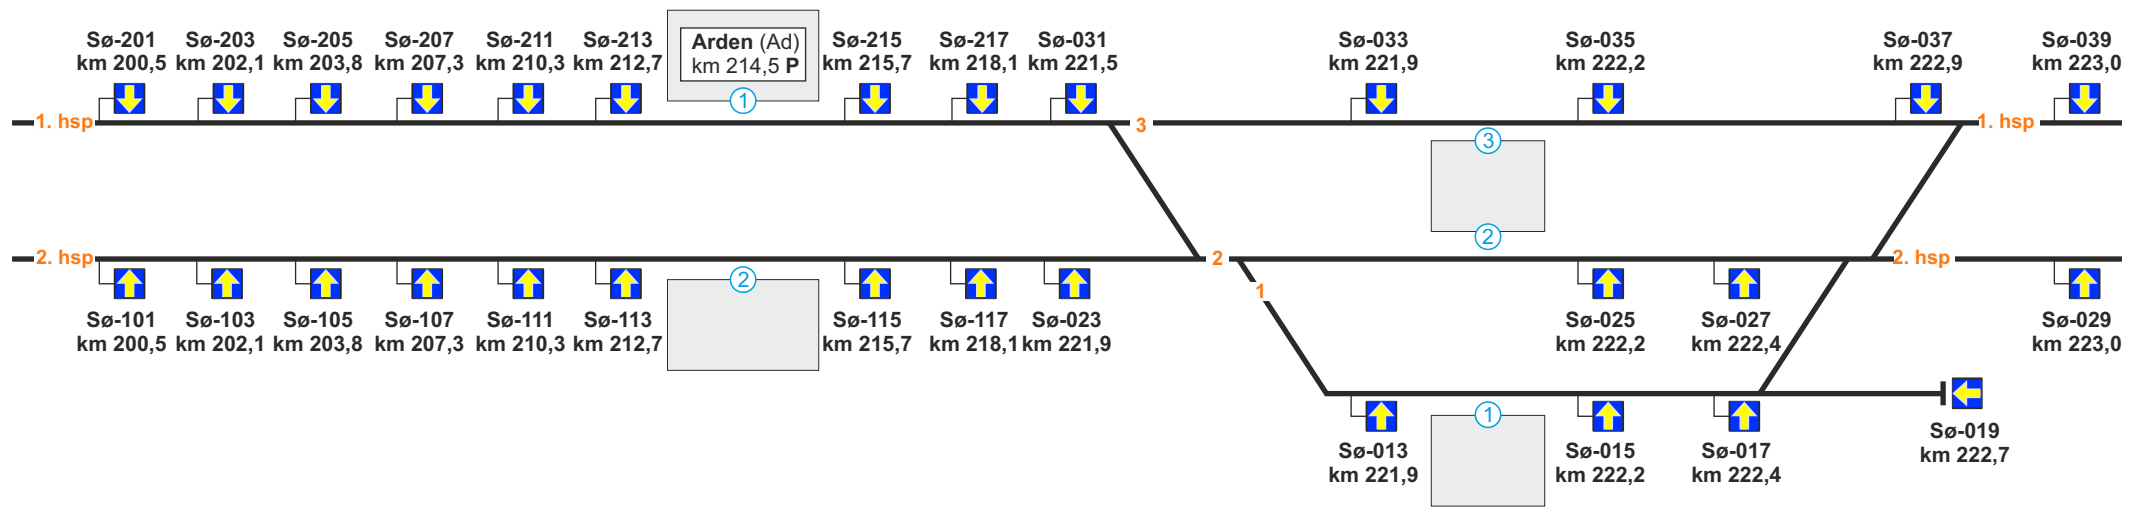 Sø-201 Sø-203 Sø-205 Sø-207 Sø-211 Sø-213 Arden (Ad) Sø-215 Sø-217 Sø-031 Sø-033 Sø-035 Sø-037 Sø-039
km 200,5 km 202,1 km 203,8 km 207,3 km 210,3 km 212,7 km 214,5 P km 215,7 km 218,1 km 221,5 km 221,9 km 222,2 km 222,9 km 223,0
1
1. hsp 3 1. hsp
3
2
2. hsp 2 2. hsp
2
1
Sø-101 Sø-103 Sø-105 Sø-107 Sø-111 Sø-113 Sø-115 Sø-117 Sø-023 Sø-025 Sø-027 Sø-029
km 200,5 km 202,1 km 203,8 km 207,3 km 210,3 km 212,7 km 215,7 km 218,1 km 221,9 km 222,2 km 222,4 km 223,0
1
Sø-019
km 222,7
Sø-013 Sø-015 Sø-017
km 221,9 km 222,2 km 222,4